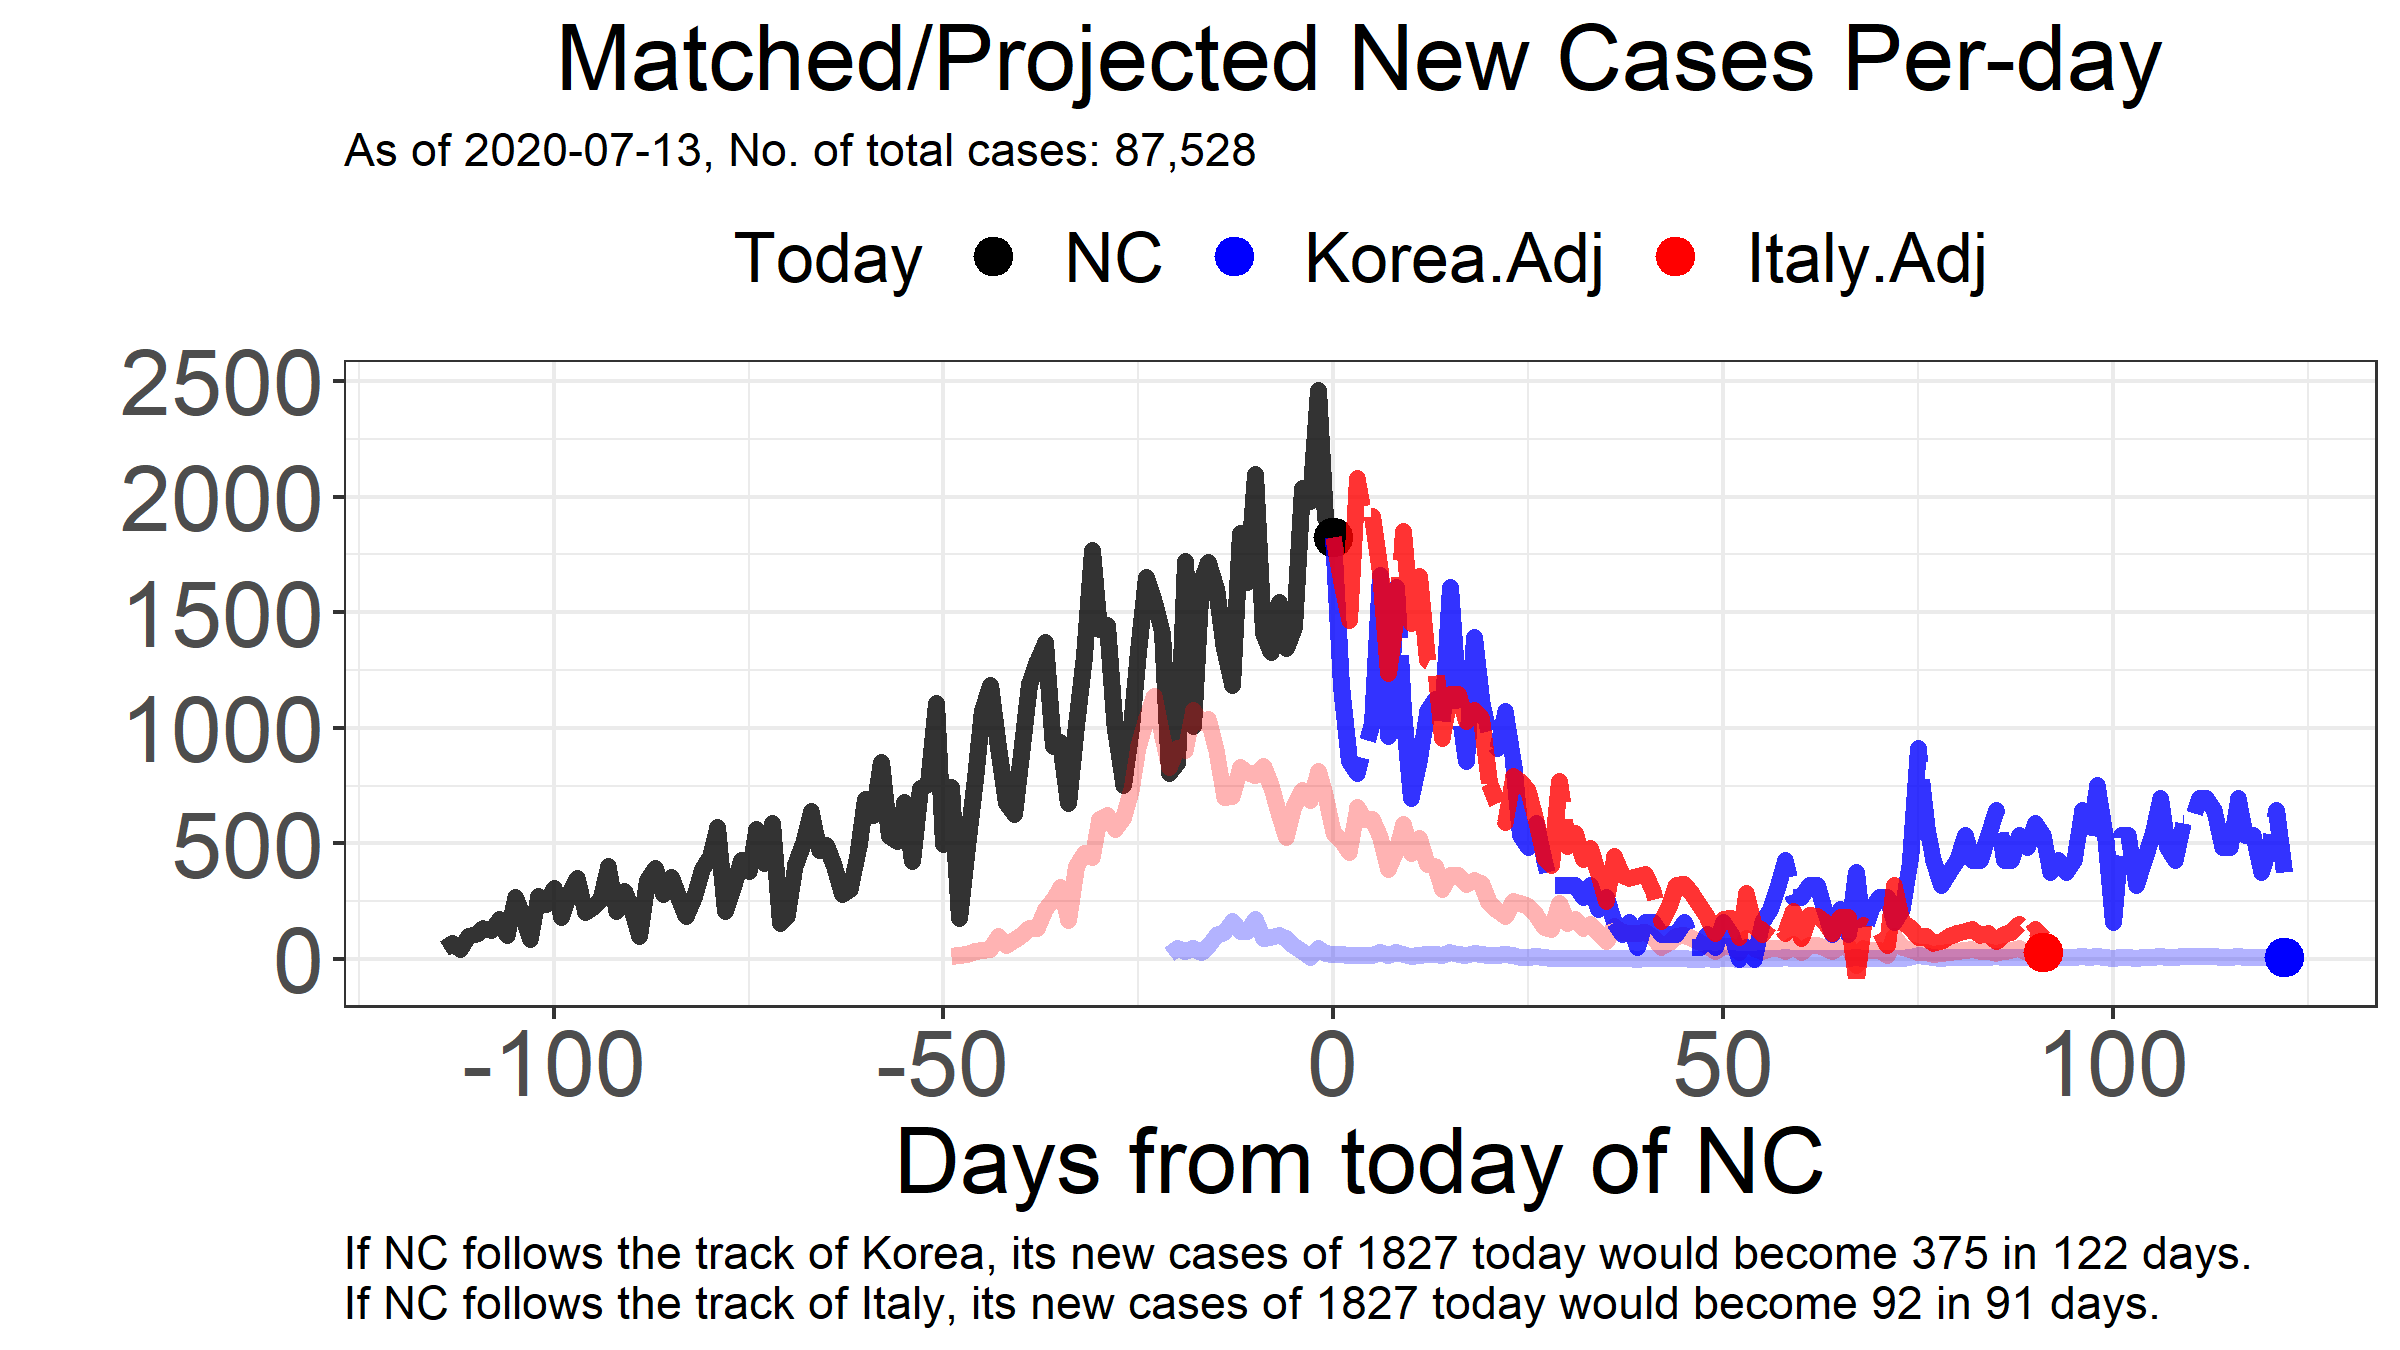 Matched/Projected New Cases Per-day
As of 2020-07-13, No. of total cases: 87,528
Today NC Korea.Adj Italy.Adj
2500
2000
1500
1000
500
0
-100 -50 0 50 100
Days from today of NC
If NC follows the track of Korea, its new cases of 1827 today would become 375 in 122 days.
If NC follows the track of Italy, its new cases of 1827 today would become 92 in 91 days.